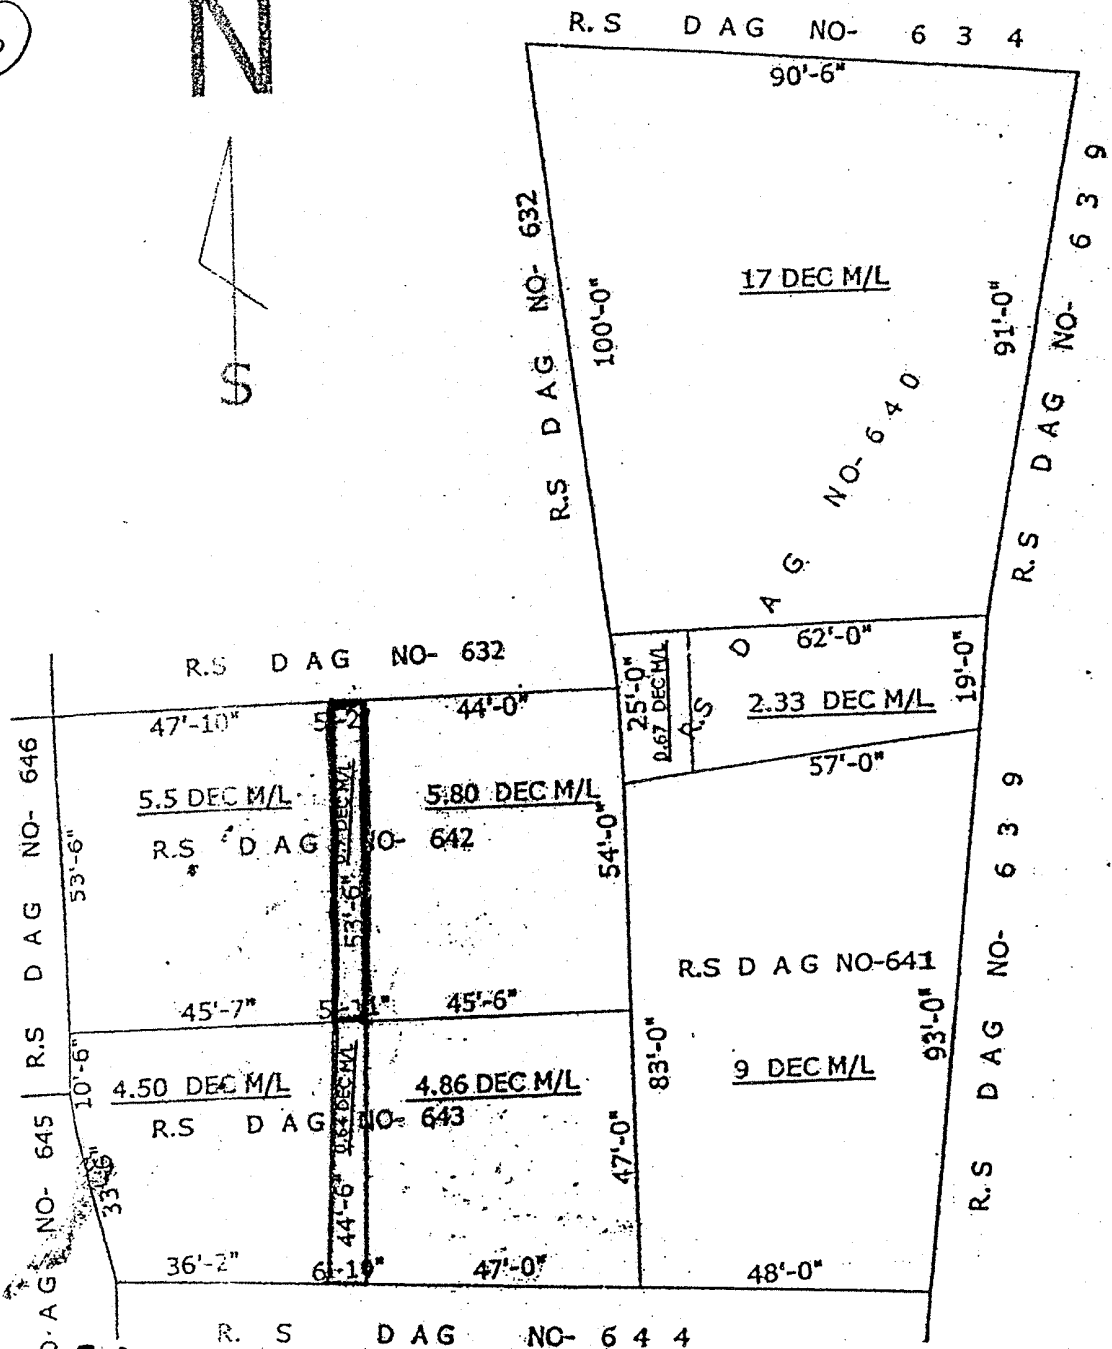 N
S
R.S DAG NO- 634
90'-6"
R.S DAG NO- 632
100'-0"
17 DEC M/L
91'-0"
R.S DAG NO- 639
R.S DAG NO- 640
62'-0"
25'-0"
0.67 DEC M/L
2.33 DEC M/L
19'-0"
57'-0"
R.S DAG NO- 632
47'-10"
44'-0"
R.S DAG NO- 646
53'-6"
5.5 DEC M/L
5.80 DEC M/L
R.S DAG NO- 642
53'-6"
54'-0"
45'-7"
45'-6"
R.S DAG NO-641
R.S DAG NO- 639
10'-6"
4.50 DEC M/L
0.64 DEC M/L
4.86 DEC M/L
83'-0"
9 DEC M/L
93'-0"
R.S DAG NO- 643
DAG NO- 645
44'-6"
47'-0"
36'-2"
47'-0"
48'-0"
R.S DAG NO- 644